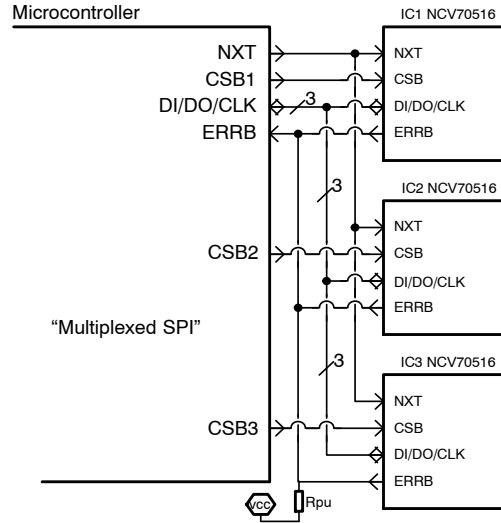 Microcontroller
IC1 NCV70516
NXT
NXT
CSB1
CSB
DI/DO/CLK
3
DI/DO/CLK
ERRB
ERRB
3
IC2 NCV70516
NXT
CSB2
CSB
DI/DO/CLK
ERRB
“Multiplexed SPI”
3
IC3 NCV70516
NXT
CSB3
CSB
DI/DO/CLK
ERRB
VCC
Rpu